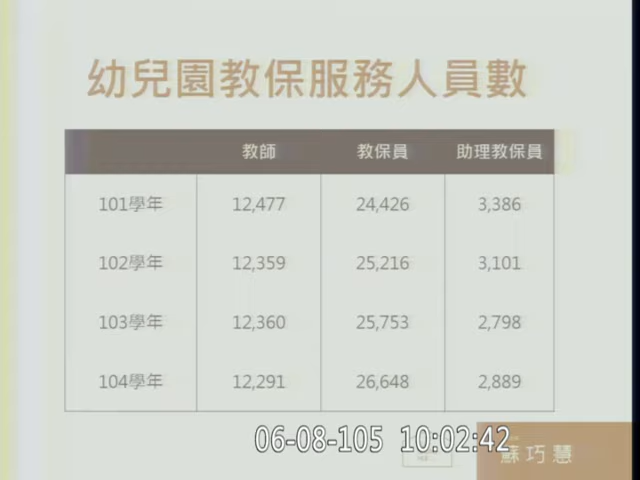 幼兒園教保服務人員數
教師 教保員 助理教保員
101學年 12,477 24,426 3,386
102學年 12,359 25,216 3,101
103學年 12,360 25,753 2,798
104學年 12,291 26,648 2,889
06-08-105 10:02:42
蘇巧慧